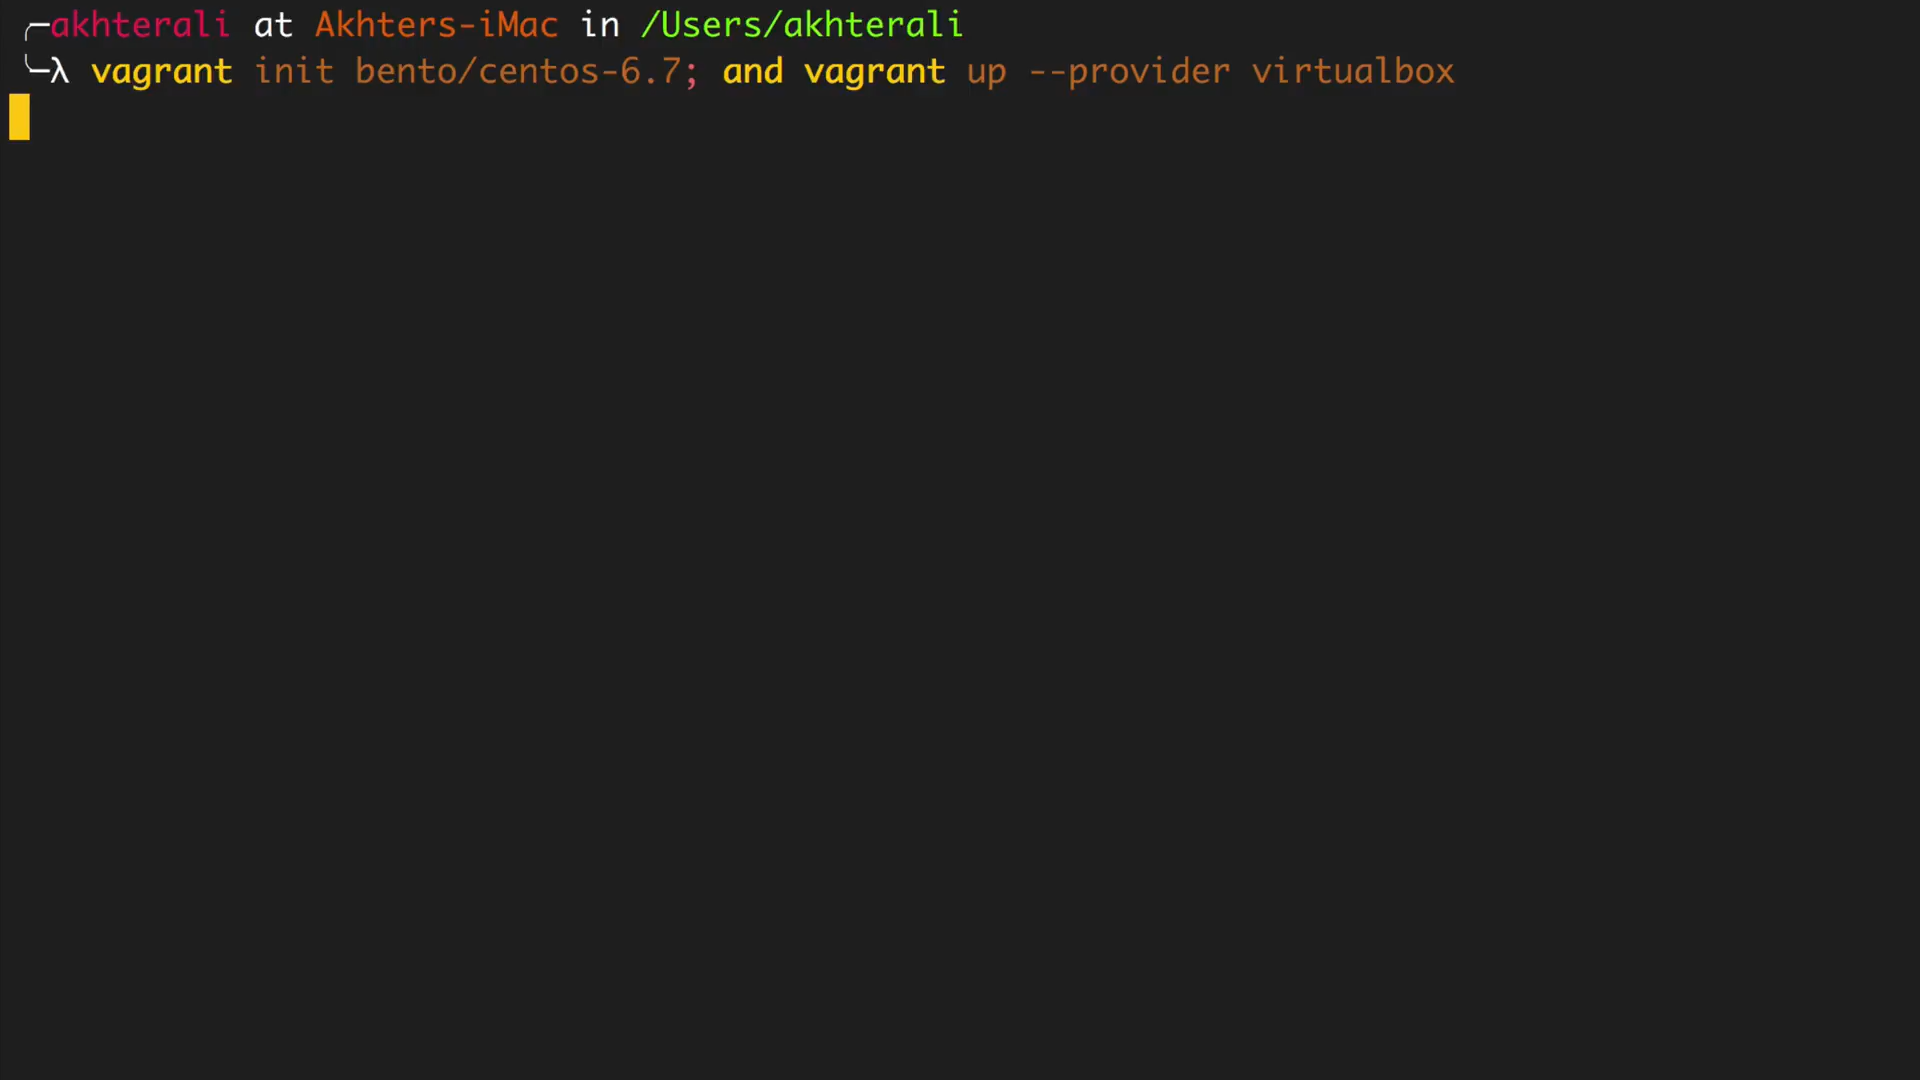 ╭─akhterali at Akhters-iMac in /Users/akhterali
╰─λ vagrant init bento/centos-6.7; and vagrant up --provider virtualbox